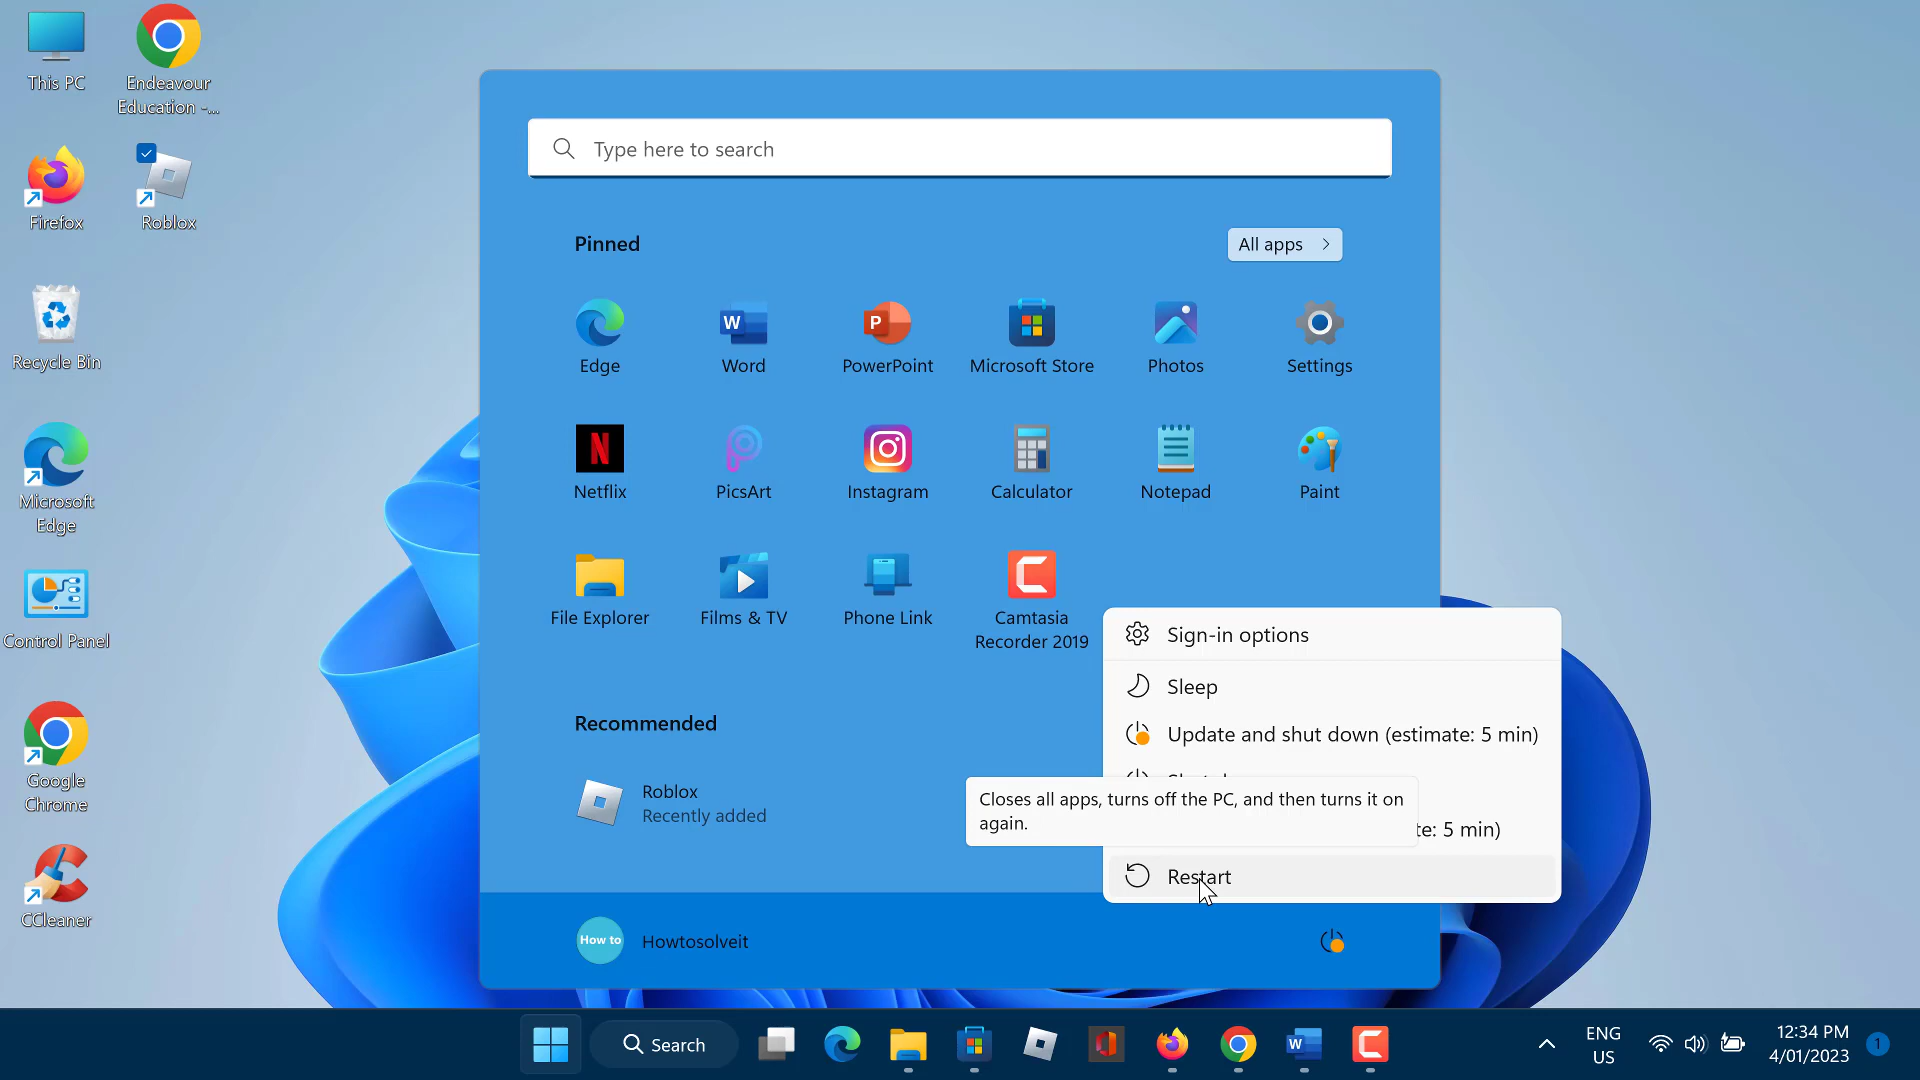 This PC
Endeavour
Education -...
Firefox
Roblox
Recycle Bin
Microsoft
Edge
Control Panel
Google
Chrome
CCleaner
Type here to search
Pinned
All apps
Edge
Word
PowerPoint
Microsoft Store
Photos
Settings
Netflix
PicsArt
Instagram
Calculator
Notepad
Paint
File Explorer
Films & TV
Phone Link
Camtasia
Recorder 2019
Recommended
Roblox
Recently added
Sign-in options
Sleep
Update and shut down (estimate: 5 min)
Closes all apps, turns off the PC, and then turns it on
again.
te: 5 min)
Restart
How to
Howtosolveit
Search
ENG
US
12:34 PM
4/01/2023
1